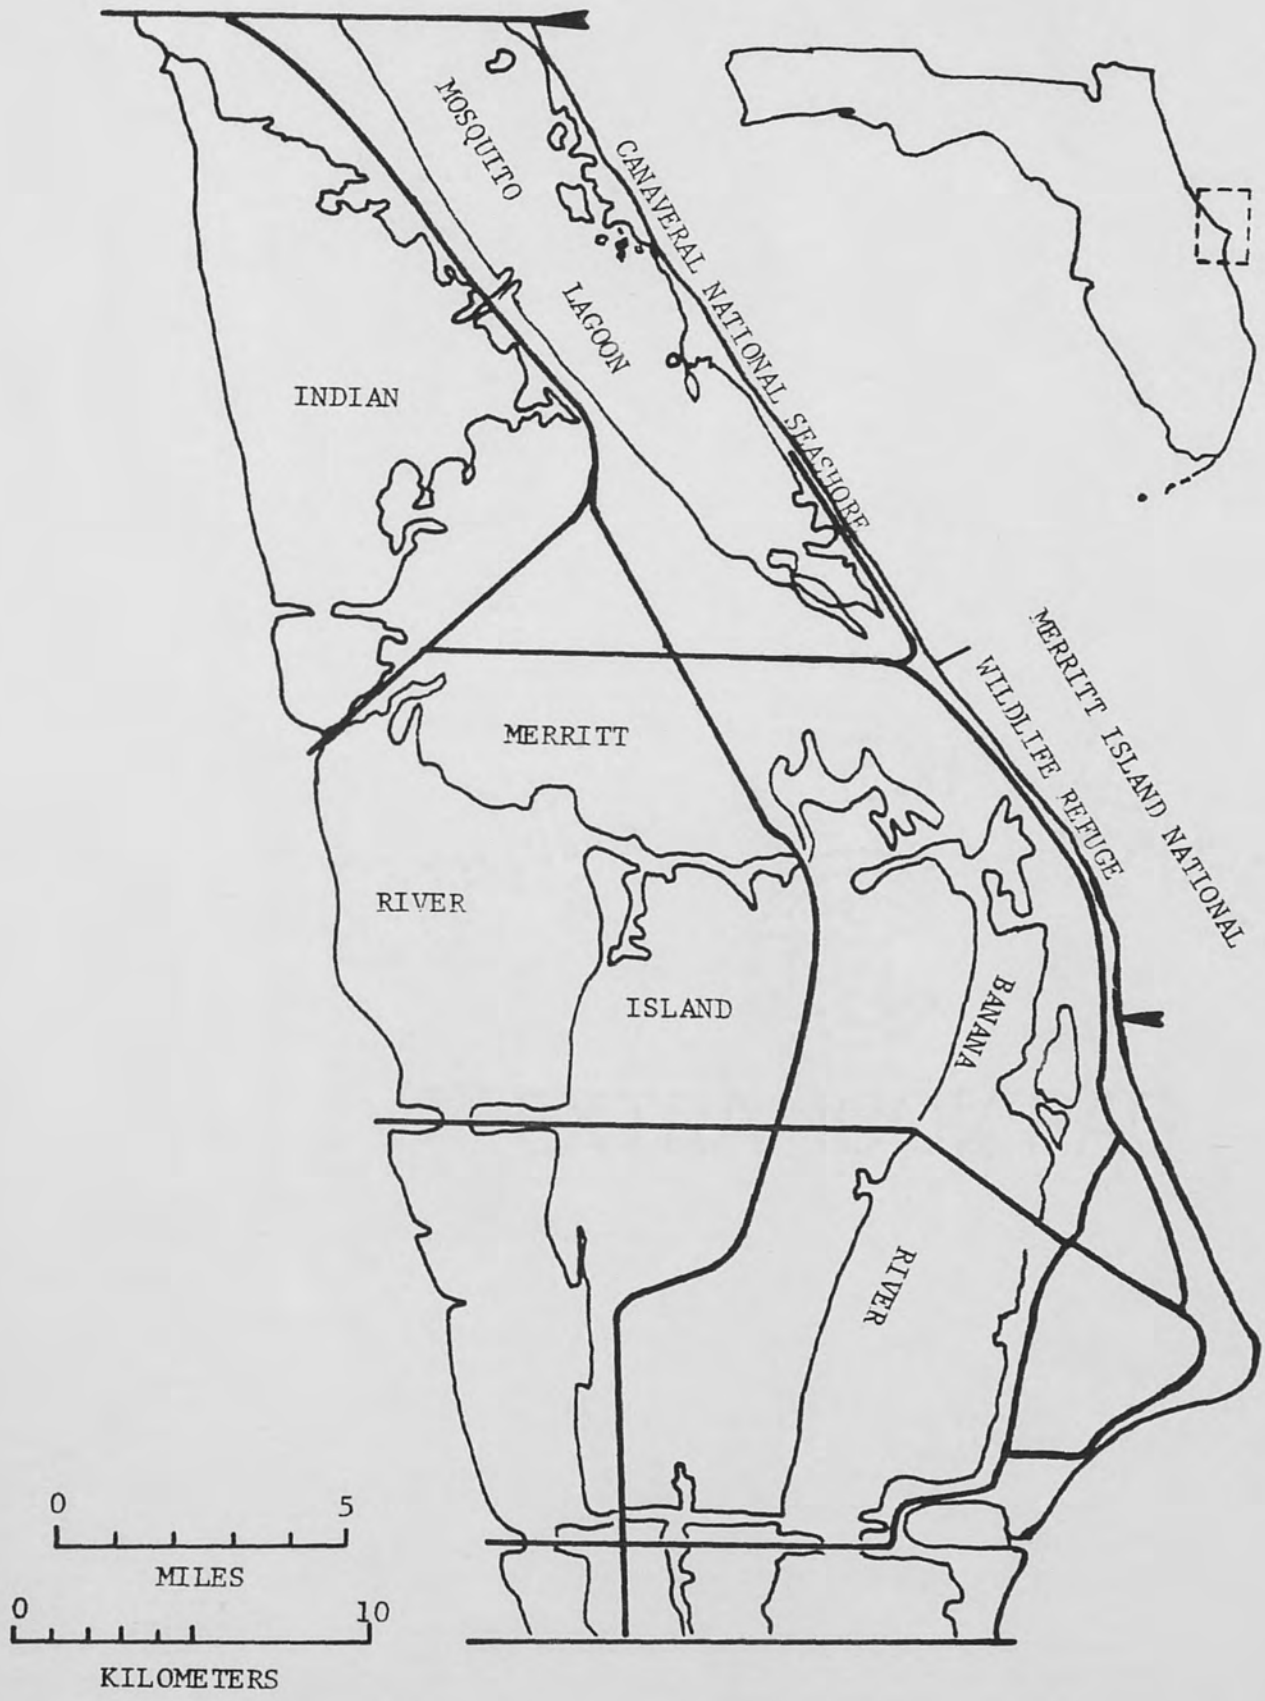 MOSQUITO
LAGOON
CANAVERAL NATIONAL SEASHORE
INDIAN
RIVER
MERRITT
ISLAND
MERRITT ISLAND NATIONAL
WILDLIFE REFUGE
BANANA
RIVER
0 5
MILES
0 10
KILOMETERS